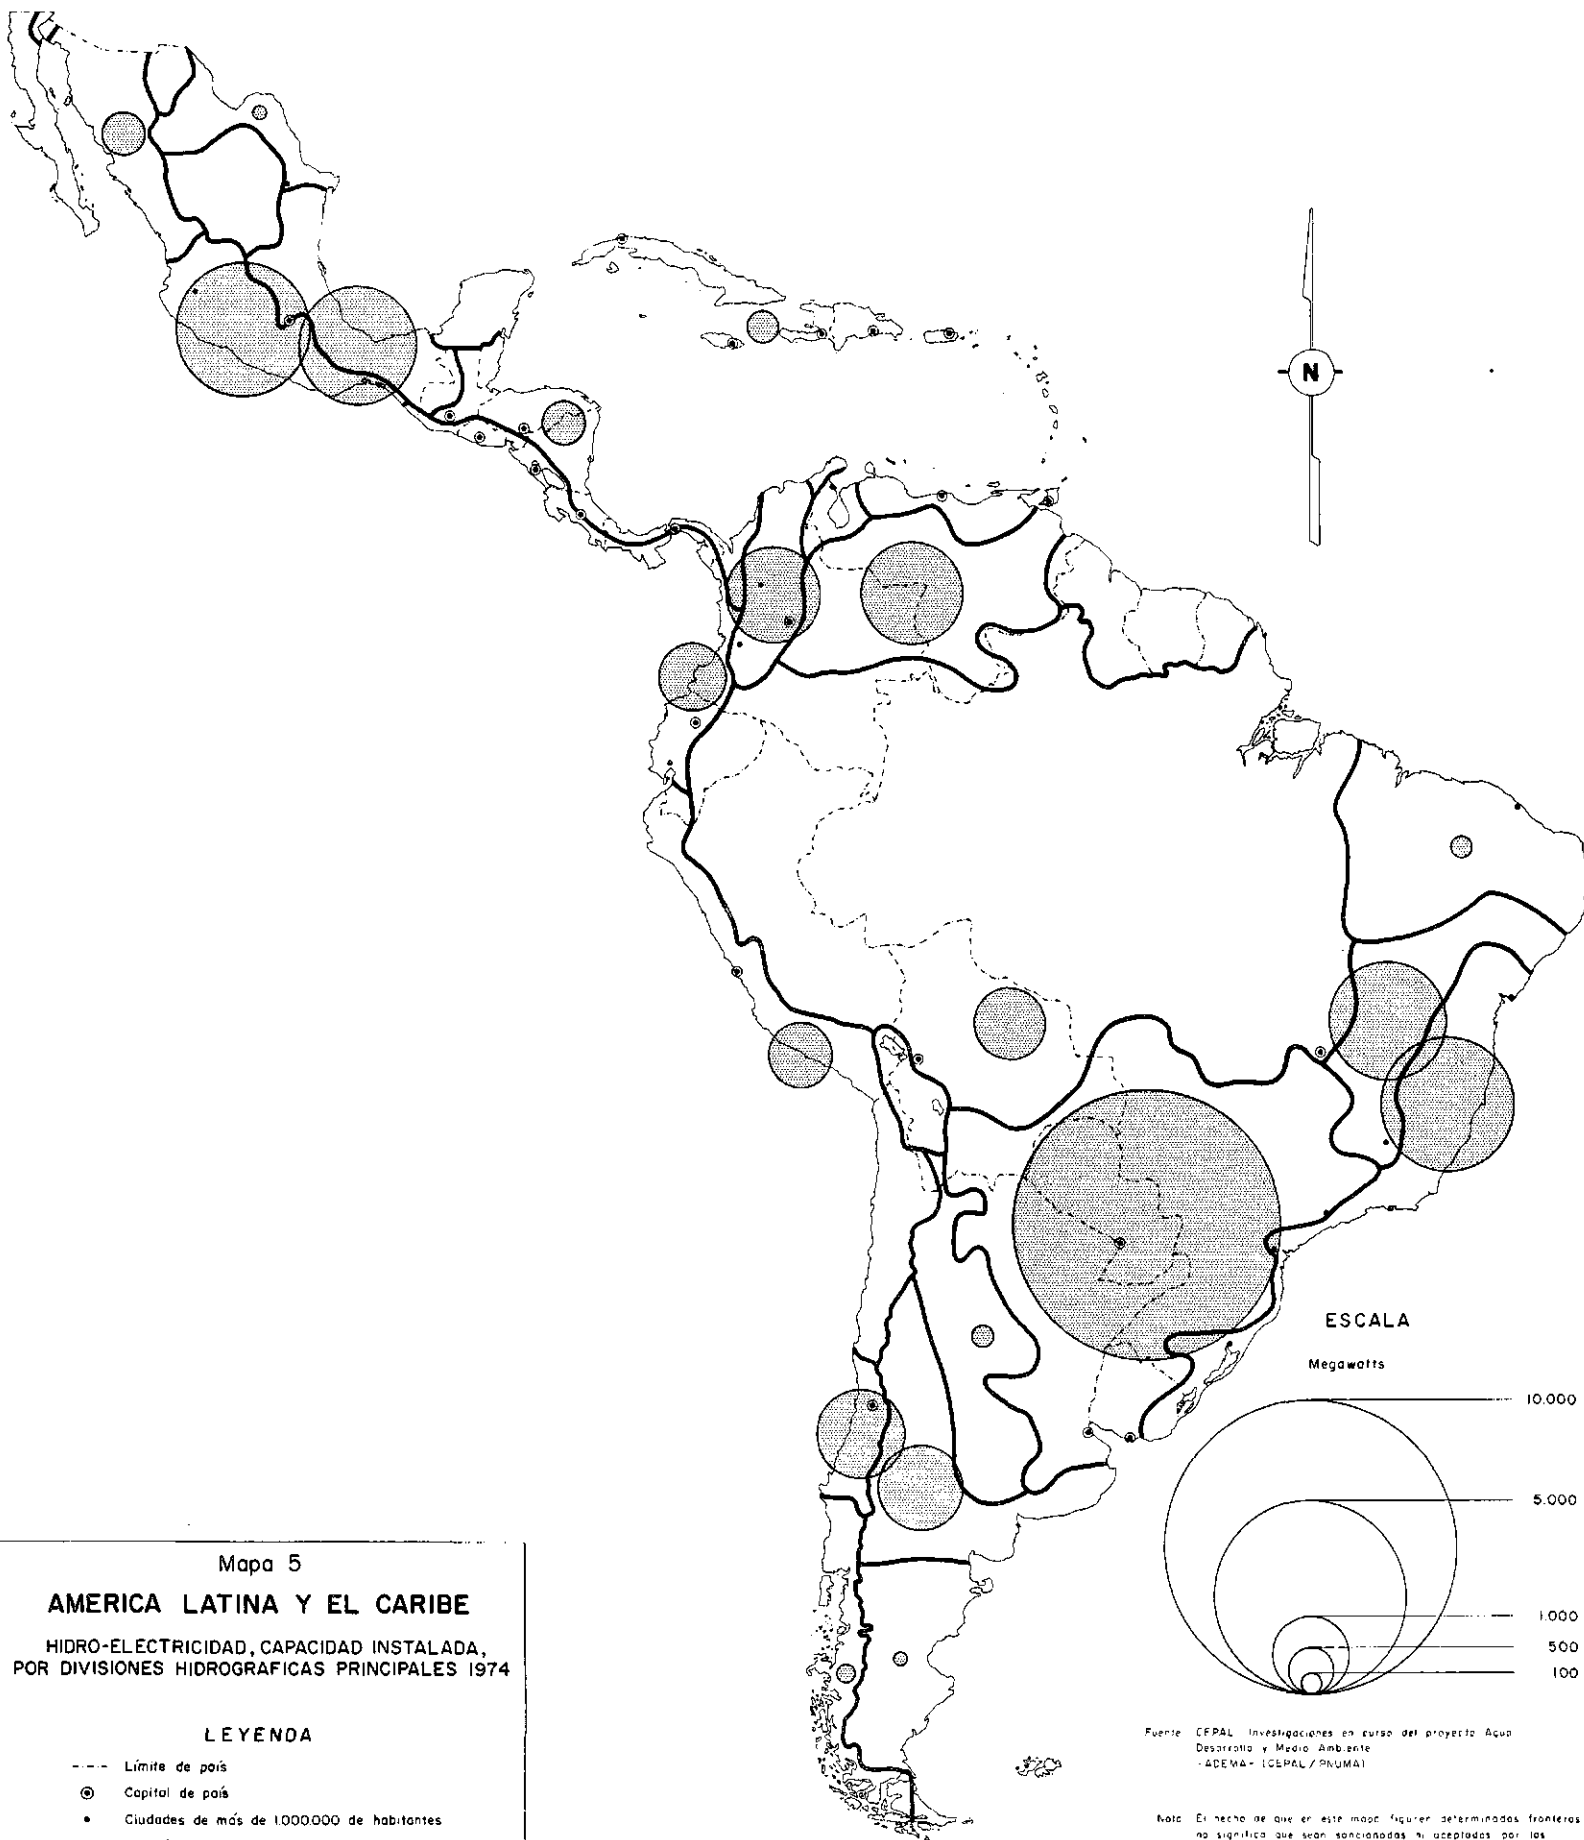 N
ESCALA
Megawatts
10.000
5.000
1.000
500
100
Mapa 5
AMERICA LATINA Y EL CARIBE
HIDRO-ELECTRICIDAD, CAPACIDAD INSTALADA,
POR DIVISIONES HIDROGRAFICAS PRINCIPALES 1974
LEYENDA
Límite de país
Capital de país
Ciudades de más de 1.000.000 de habitantes
Fuente CEPAL Investigaciones en curso del proyecto Agua
Desarrollo y Medio Ambiente
-ADEMA- (CEPAL/PNUMA)
Nota El hecho de que en este mapa figuren determinadas fronteras
no significa que sean sancionadas ni aceptadas por las